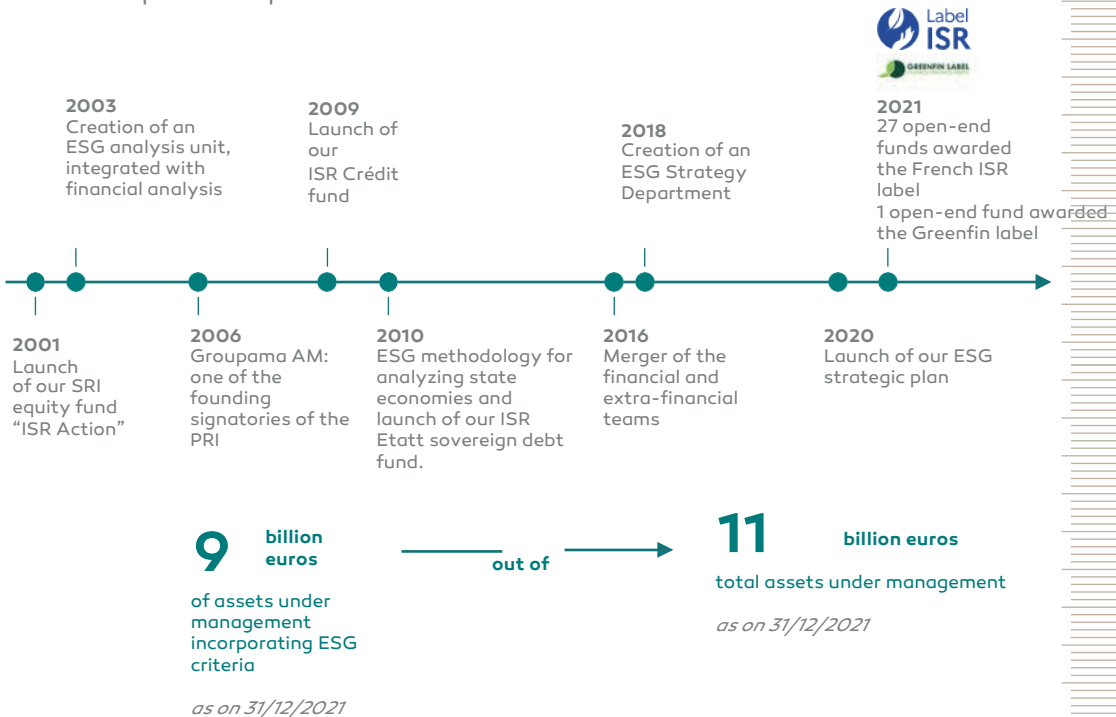 Label
ISR
GREENFIN LABEL
2003
Creation of an
ESG analysis unit,
integrated with
financial analysis
2009
Launch of
our
ISR Crédit
fund
2018
Creation of an
ESG Strategy
Department
2021
27 open-end
funds awarded
the French ISR
label
1 open-end fund awarded
the Greenfin label
2001
Launch
of our SRI
equity fund
“ISR Action”
2006
Groupama AM:
one of the
founding
signatories of the
PRI
2010
ESG methodology for
analyzing state
economies and
launch of our ISR
Etatt sovereign debt
fund.
2016
Merger of the
financial and
extra-financial
teams
2020
Launch of our ESG
strategic plan
9 billion
euros
of assets under
management
incorporating ESG
criteria
as on 31/12/2021
out of
11 billion euros
total assets under management
as on 31/12/2021